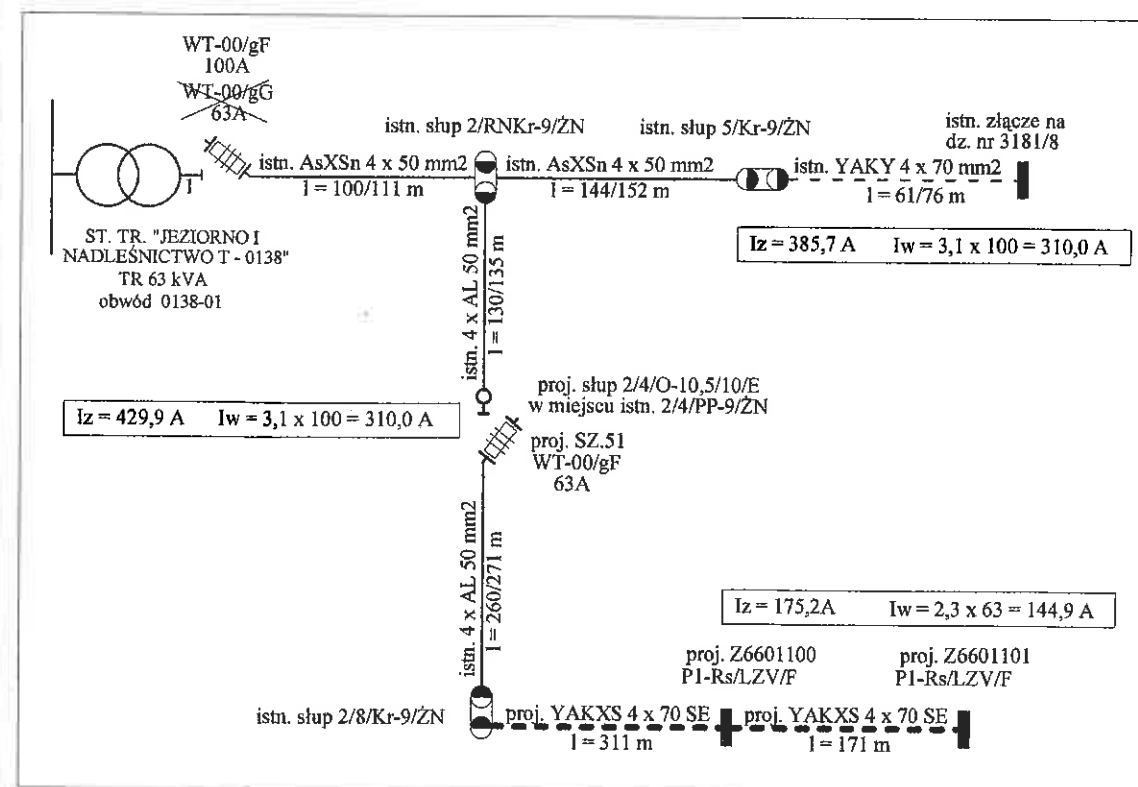 WT-00/gF
100A
WT-00/gG
63A
istn. słup 2/RNKr-9/ŻN
istn. słup 5/Kr-9/ŻN
istn. złącze na
dz. nr 3181/8
istn. AsXSn 4 x 50 mm2
l = 100/111 m
istn. AsXSn 4 x 50 mm2
l = 144/152 m
istn. YAKY 4 x 70 mm2
l = 61/76 m
ST. TR. "JEZIORNO I
NADLEŚNICTWO T - 0138"
TR 63 kVA
obwód 0138-01
Iz = 385,7 A Iw = 3,1 x 100 = 310,0 A
istn. 4 x AL 50 mm2
l = 130/135 m
proj. słup 2/4/O-10,5/10/E
w miejscu istn. 2/4/PP-9/ŻN
Iz = 429,9 A Iw = 3,1 x 100 = 310,0 A
proj. SZ.51
WT-00/gF
63A
istn. 4 x AL 50 mm2
l = 260/271 m
Iz = 175,2A Iw = 2,3 x 63 = 144,9 A
proj. Z6601100
P1-Rs/LZV/F
proj. Z6601101
P1-Rs/LZV/F
istn. słup 2/8/Kr-9/ŻN
proj. YAKXS 4 x 70 SE
l = 311 m
proj. YAKXS 4 x 70 SE
l = 171 m